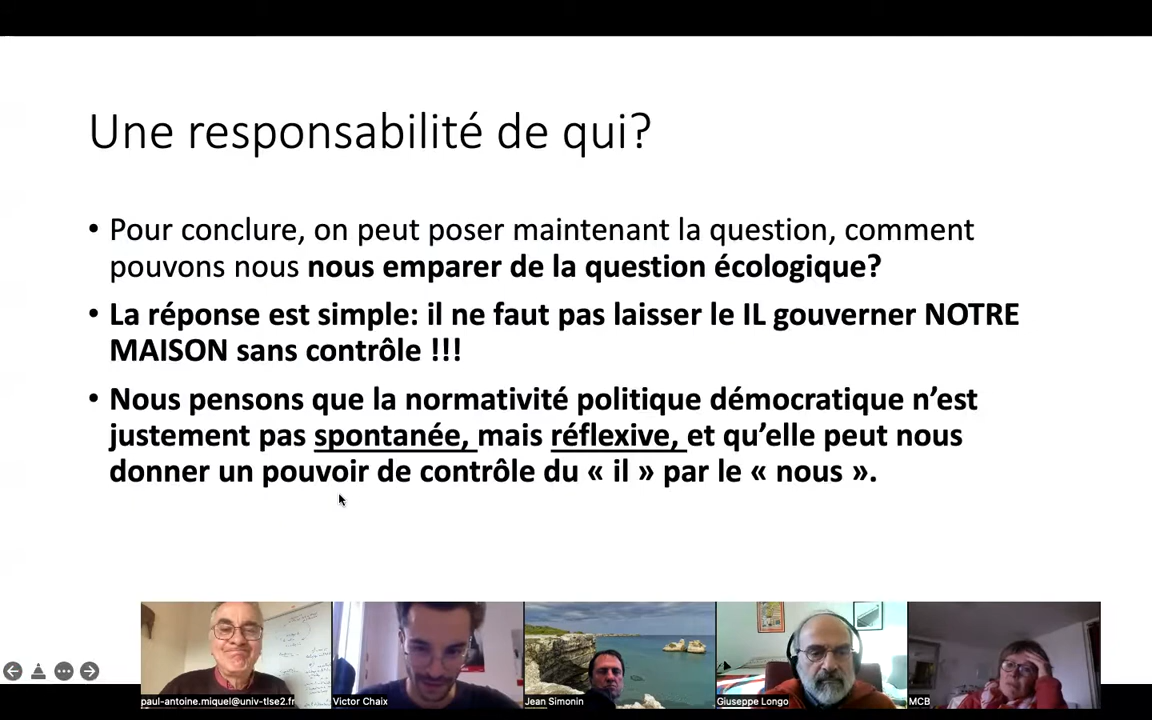 Une responsabilité de qui?
• Pour conclure, on peut poser maintenant la question, comment
pouvons nous nous emparer de la question écologique?
• La réponse est simple: il ne faut pas laisser le IL gouverner NOTRE
MAISON sans contrôle !!!
• Nous pensons que la normativité politique démocratique n’est
justement pas spontanée, mais réflexive, et qu’elle peut nous
donner un pouvoir de contrôle du « il » par le « nous ».
paul-antoine.miquel@univ-tlse2.fr
Victor Chaix
Jean Simonin
Giuseppe Longo
MCB